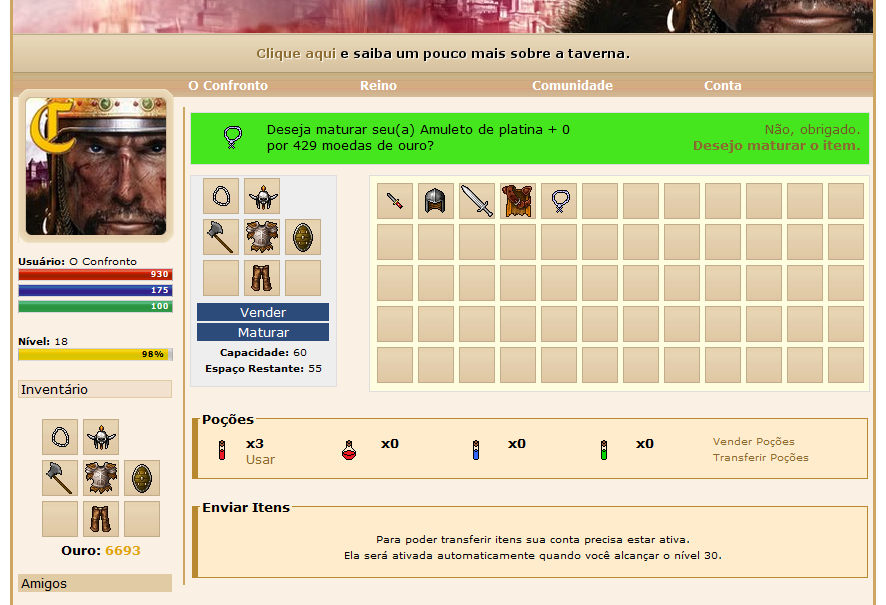 Clique aqui e saiba um pouco mais sobre a taverna.
O Confronto Reino Comunidade Conta
Deseja maturar seu(a) Amuleto de platina + 0
por 429 moedas de ouro?
Não, obrigado.
Desejo maturar o item.
Usuário: O Confronto
930
175
100
Nível: 18
98%
Inventário
Ouro: 6693
Amigos
Vender
Maturar
Capacidade: 60
Espaço Restante: 55
Poções
x3
Usar
x0
x0
x0
Vender Poções
Transferir Poções
Enviar Itens
Para poder transferir itens sua conta precisa estar ativa.
Ela será ativada automaticamente quando você alcançar o nível 30.